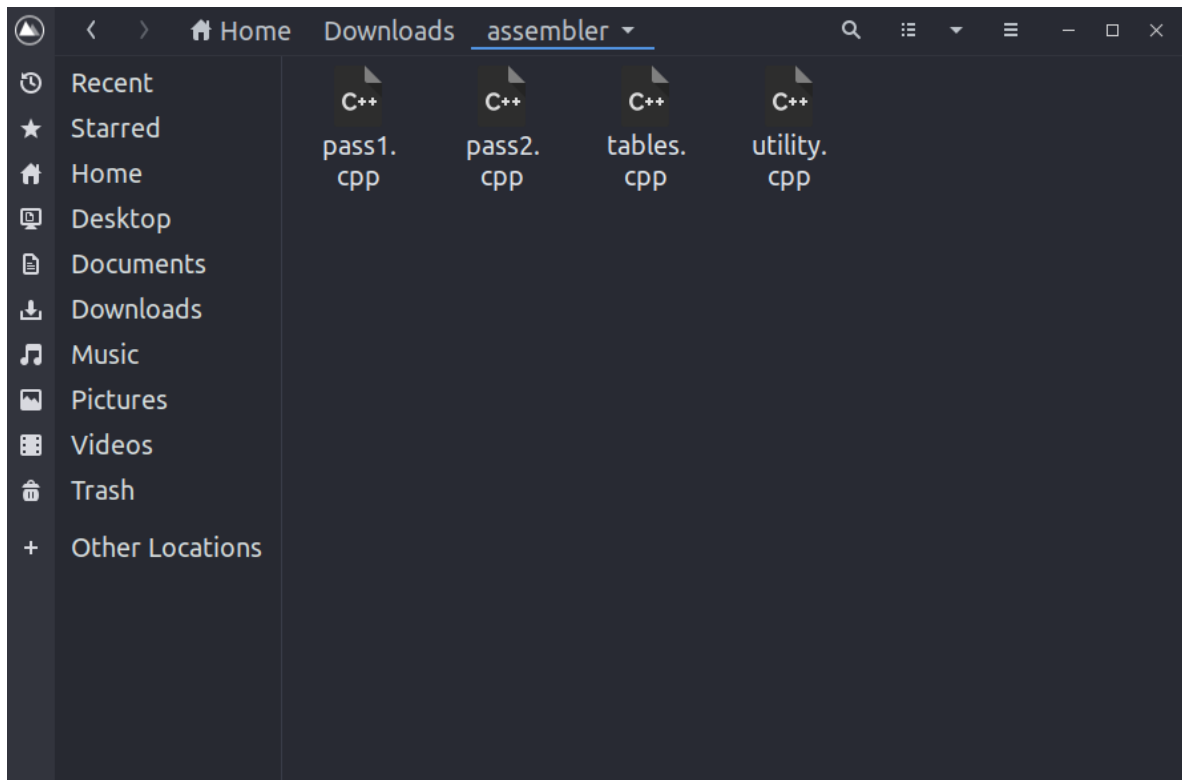 Home Downloads assembler
Recent
Starred
Home
Desktop
Documents
Downloads
Music
Pictures
Videos
Trash
Other Locations
C++ C++ C++ C++
pass1. pass2. tables. utility.
cpp cpp cpp cpp